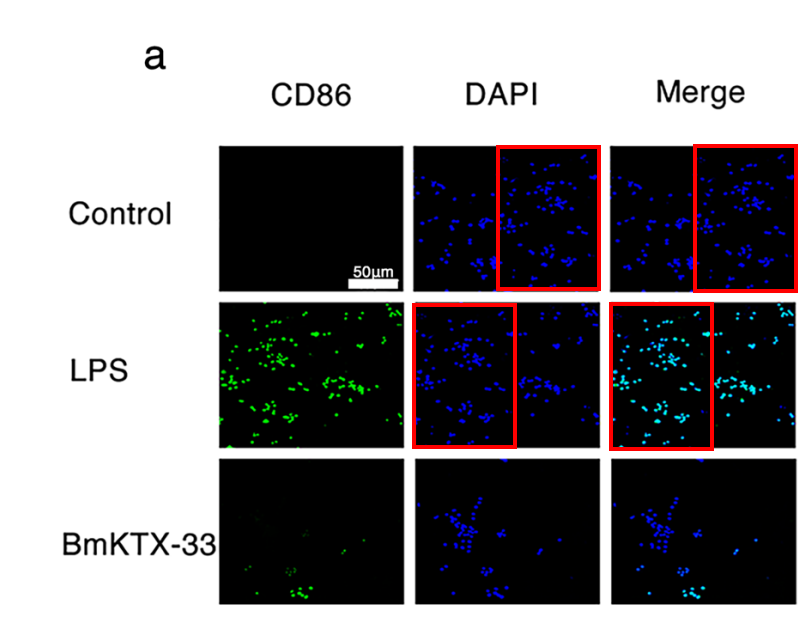 a
CD86 DAPI Merge
Control
50μm
LPS
BmKTX-33